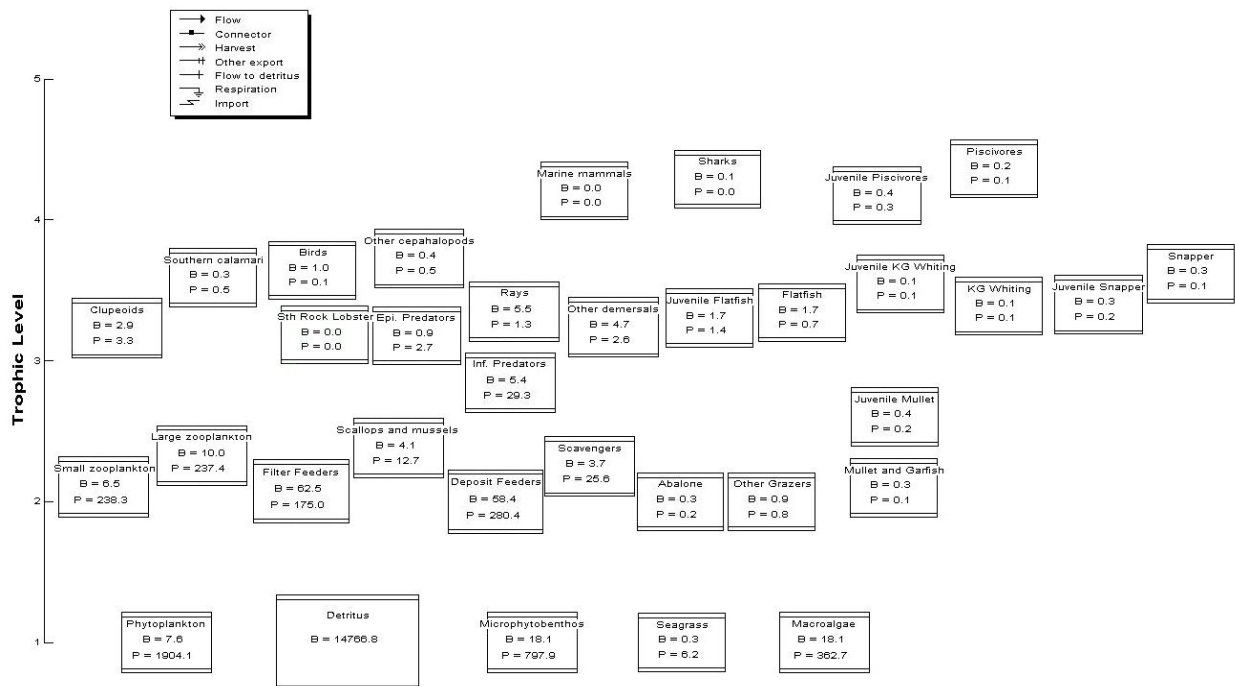 Flow
Connector
Harvest
Other export
Flow to detritus
Respiration
Import
Trophic Level
5
4
3
2
1
Piscivores
B = 0.2
P = 0.1
Sharks
B = 0.1
P = 0.0
Marine mammals
B = 0.0
P = 0.0
Juvenile Piscivores
B = 0.4
P = 0.3
Other cepahalopods
B = 0.4
P = 0.5
Birds
B = 1.0
P = 0.1
Southern calamari
B = 0.3
P = 0.5
Snapper
B = 0.3
P = 0.1
Juvenile KG Whiting
B = 0.1
P = 0.1
KG Whiting
B = 0.1
P = 0.1
Juvenile Snapper
B = 0.3
P = 0.2
Rays
B = 5.5
P = 1.3
Flatfish
B = 1.7
P = 0.7
Juvenile Flatfish
B = 1.7
P = 1.4
Other demersals
B = 4.7
P = 2.6
Clupeoids
B = 2.9
P = 3.3
Sth Rock Lobster
B = 0.0
P = 0.0
Epi. Predators
B = 0.9
P = 2.7
Inf. Predators
B = 5.4
P = 29.3
Juvenile Mullet
B = 0.4
P = 0.2
Scallops and mussels
B = 4.1
P = 12.7
Large zooplankton
B = 10.0
P = 237.4
Scavengers
B = 3.7
P = 25.6
Small zooplankton
B = 6.5
P = 238.3
Filter Feeders
B = 62.5
P = 175.0
Mullet and Garfish
B = 0.3
P = 0.1
Deposit Feeders
B = 58.4
P = 280.4
Abalone
B = 0.3
P = 0.2
Other Grazers
B = 0.9
P = 0.8
Phytoplankton
B = 7.6
P = 1904.1
Detritus
B = 14766.8
Microphytobenthos
B = 18.1
P = 797.9
Seagrass
B = 0.3
P = 6.2
Macroalgae
B = 18.1
P = 362.7